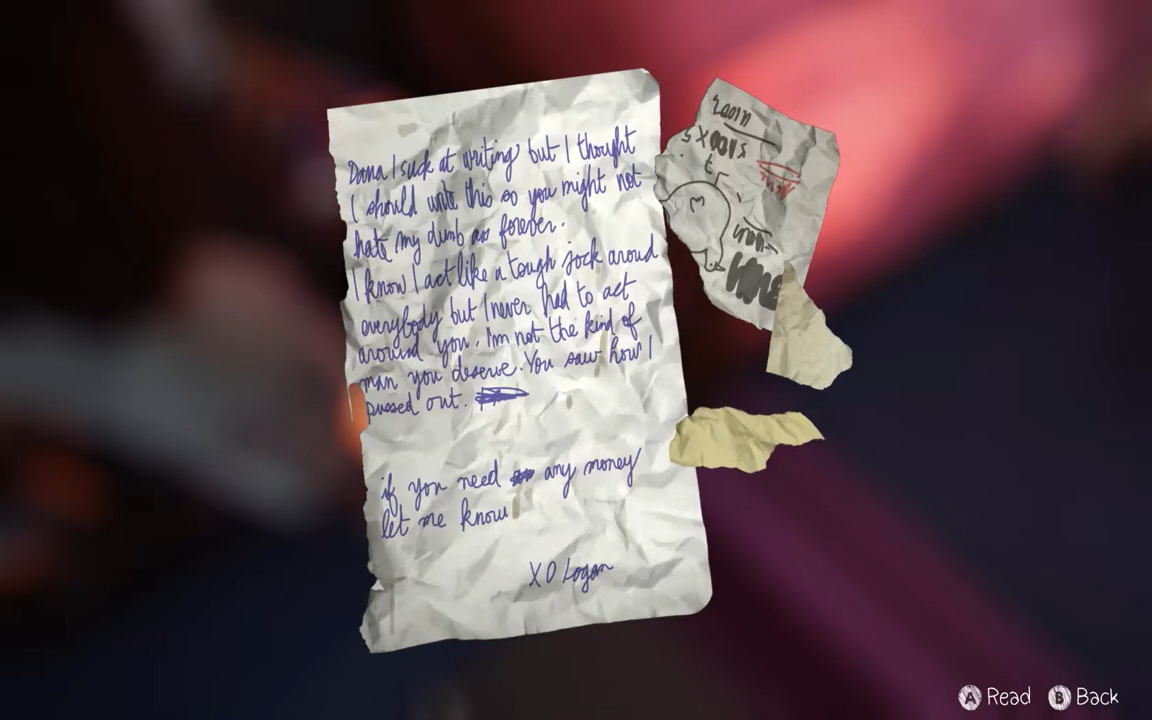 Dana I suck at writing but I thought
I should write this so you might not
hate my dumb ass forever.
I know I act like a tough jock aroud
everybody but I never had to act
around you. I'm not the kind of
man you deserve. You saw how I
pussed out.
if you need any money
let me know
XO Logan
A Read B Back